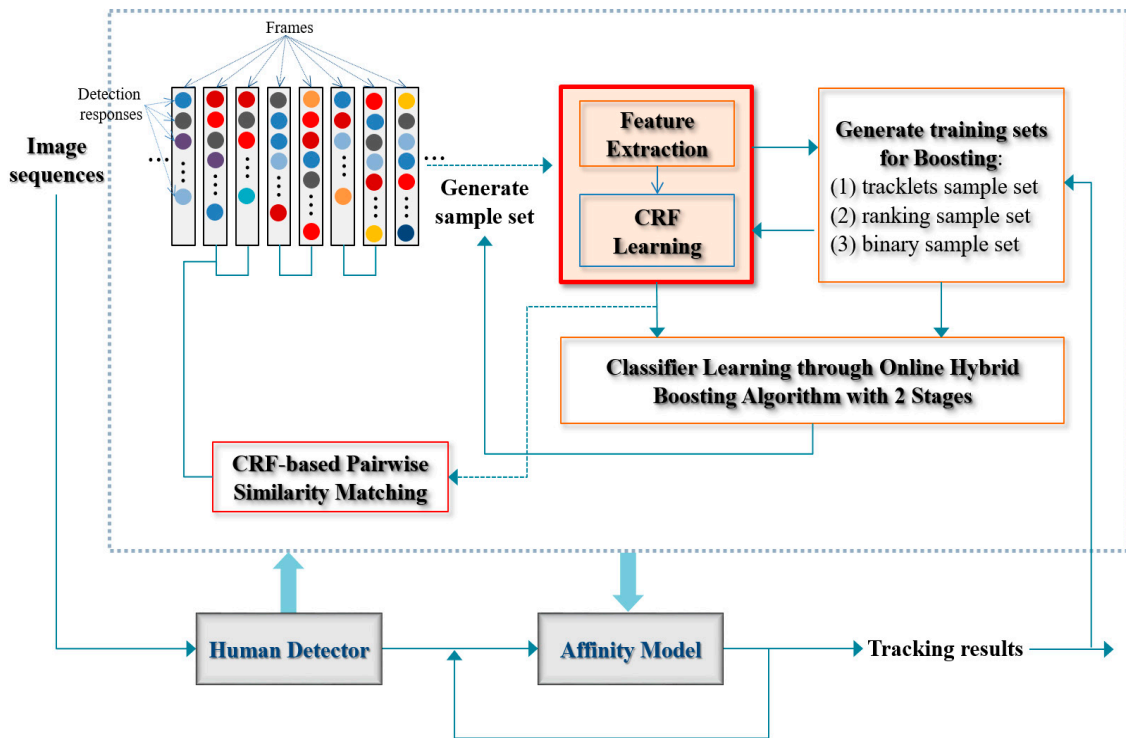 Frames
Detection
responses
Image
sequences
...
...
Generate
sample set
Feature
Extraction
CRF
Learning
Generate training sets
for Boosting:
(1) tracklets sample set
(2) ranking sample set
(3) binary sample set
Classifier Learning through Online Hybrid
Boosting Algorithm with 2 Stages
CRF-based Pairwise
Similarity Matching
Human Detector
Affinity Model
Tracking results